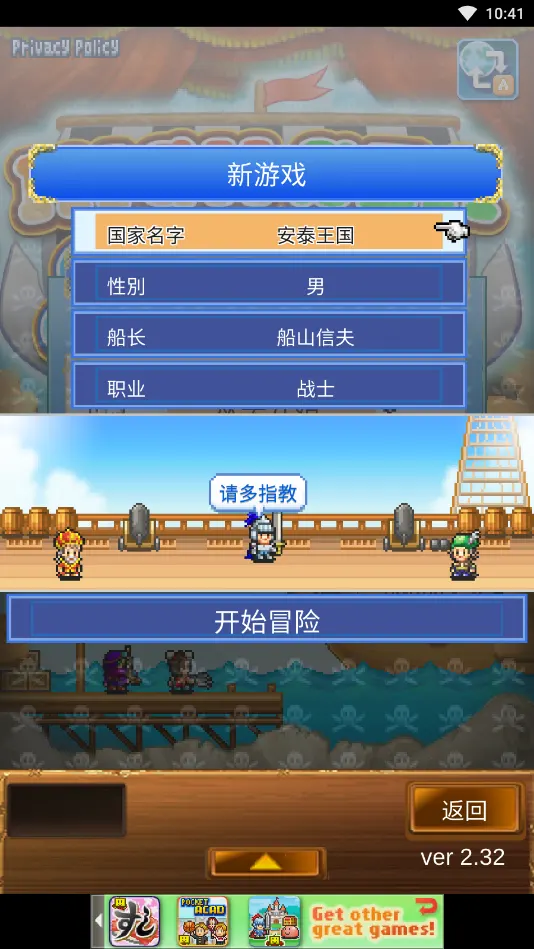 10:41
Privacy Policy
A
新游戏
国家名字 安泰王国
性别 男
船长 船山信夫
职业 战士
请多指教
开始冒险
返回
ver 2.32
POCKET
ACAD
Get other
great games!